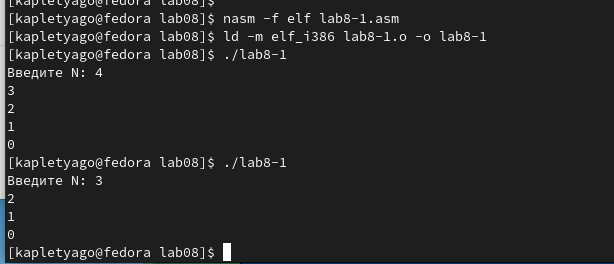 [kapletyago@fedora lab08]$
[kapletyago@fedora lab08]$ nasm -f elf lab8-1.asm
[kapletyago@fedora lab08]$ ld -m elf_i386 lab8-1.o -o lab8-1
[kapletyago@fedora lab08]$ ./lab8-1
Введите N: 4
3
2
1
0
[kapletyago@fedora lab08]$ ./lab8-1
Введите N: 3
2
1
0
[kapletyago@fedora lab08]$